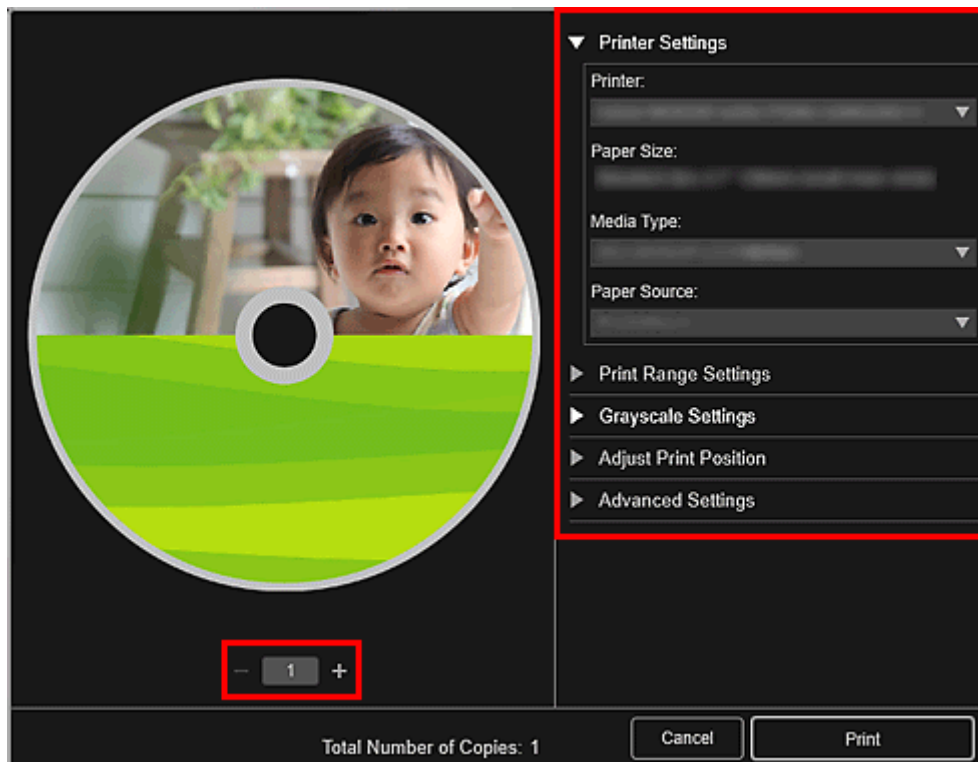 Printer Settings
Printer:
Paper Size:
Media Type:
Paper Source:
Print Range Settings
Grayscale Settings
Adjust Print Position
Advanced Settings
1
Total Number of Copies: 1
Cancel
Print